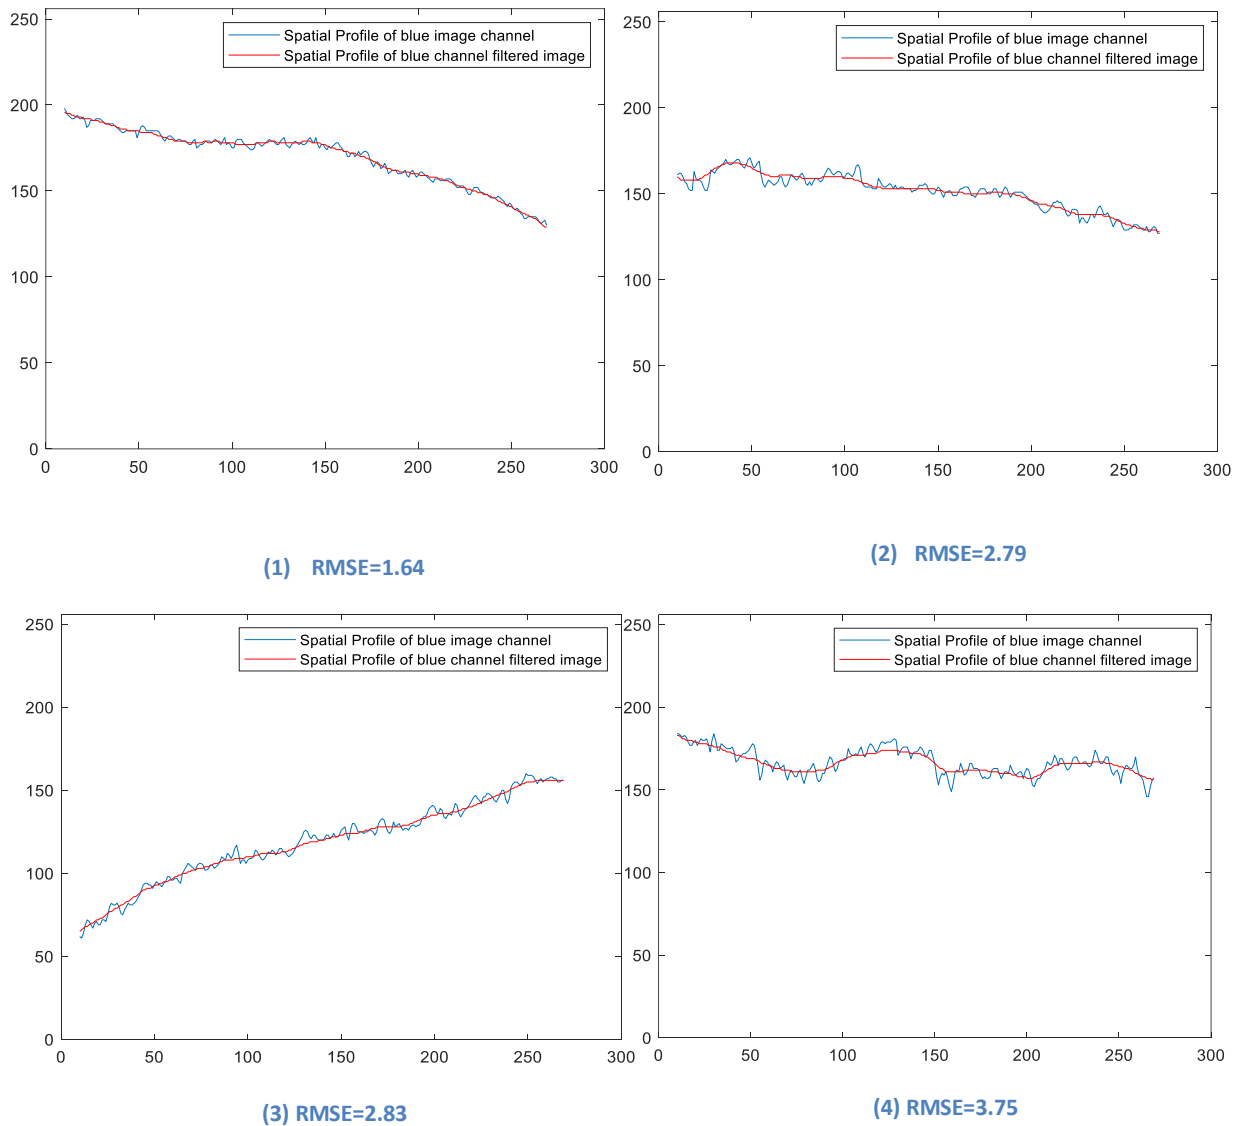 Spatial Profile of blue image channel
Spatial Profile of blue channel filtered image
250
200
150
100
50
0
0 50 100 150 200 250 300
(1) RMSE=1.64
Spatial Profile of blue image channel
Spatial Profile of blue channel filtered image
250
200
150
100
50
0
0 50 100 150 200 250 300
(2) RMSE=2.79
Spatial Profile of blue image channel
Spatial Profile of blue channel filtered image
250
200
150
100
50
0
0 50 100 150 200 250 300
(3) RMSE=2.83
Spatial Profile of blue image channel
Spatial Profile of blue channel filtered image
250
200
150
100
50
0
0 50 100 150 200 250 300
(4) RMSE=3.75